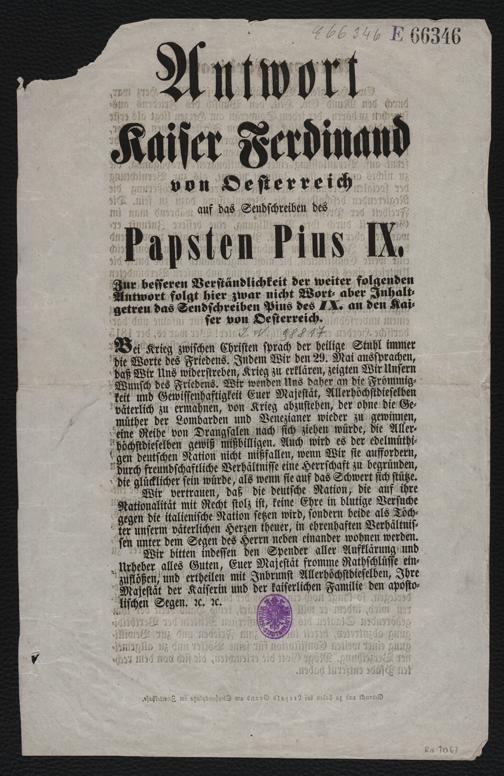 E 66346
Antwort
Kaiser Ferdinand
von Oesterreich
auf das Sendschreiben des
Papsten Pius IX.
Zur besseren Verständlichkeit der weiter folgenden
Antwort folgt hier zwar nicht Wort- aber Inhalt-
getreu das Sendschreiben Pius des IX. an den Kai-
ser von Oesterreich.
Bei Krieg zwischen Christen sprach der heilige Stuhl immer
die Worte des Friedens. Indem Wir den 29. Mai aussprachen,
daß Wir Uns widerstreben, Krieg zu erklären, zeigten Wir Unsern
Wunsch des Friedens. Wir wenden Uns daher an die Frömmig-
keit und Gewissenhaftigkeit Euer Majestät, Allerhöchstdieselben
väterlich zu ermahnen, von Krieg abzustehen, der ohne die Ge-
müther der Lombarden und Venezianer wieder zu gewinnen,
eine Reihe von Drangsalen nach sich ziehen würde, die Aller-
höchstdieselben gewiß mißbilligen. Auch wird es der edelmüthi-
gen deutschen Nation nicht mißfallen, wenn Wir sie auffordern,
durch freundschaftliche Verhältnisse eine Herrschaft zu begründen,
die glücklicher sein würde, als wenn sie auf das Schwert sich stütze.
Wir vertrauen, daß die deutsche Nation, die auf ihre
Nationalität mit Recht stolz ist, keine Ehre in blutige Versuche
gegen die italienische Nation setzen wird, sondern beide als Töch-
ter unserm väterlichen Herzen theuer, in ehrenhaften Verhältnis-
sen unter dem Segen des Herrn neben einander wohnen werden.
Wir bitten indessen den Spender aller Aufklärung und
Urheber alles Guten, Euer Majestät fromme Rathschlüsse ein-
zuflößen, und ertheilen mit Inbrunst Allerhöchstdieselben, Ihre
Majestät der Kaiserin und der kaiserlichen Familie den aposto-
lischen Segen. ꝛc. ꝛc.